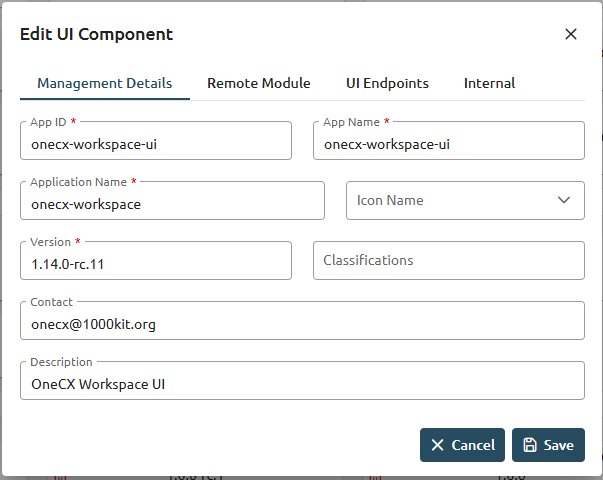 Edit UI Component
Management Details Remote Module UI Endpoints Internal
App ID * App Name *
onecx-workspace-ui onecx-workspace-ui
Application Name *
onecx-workspace Icon Name
Version *
1.14.0-rc.11 Classifications
Contact
onecx@1000kit.org
Description
OneCX Workspace UI
Cancel Save